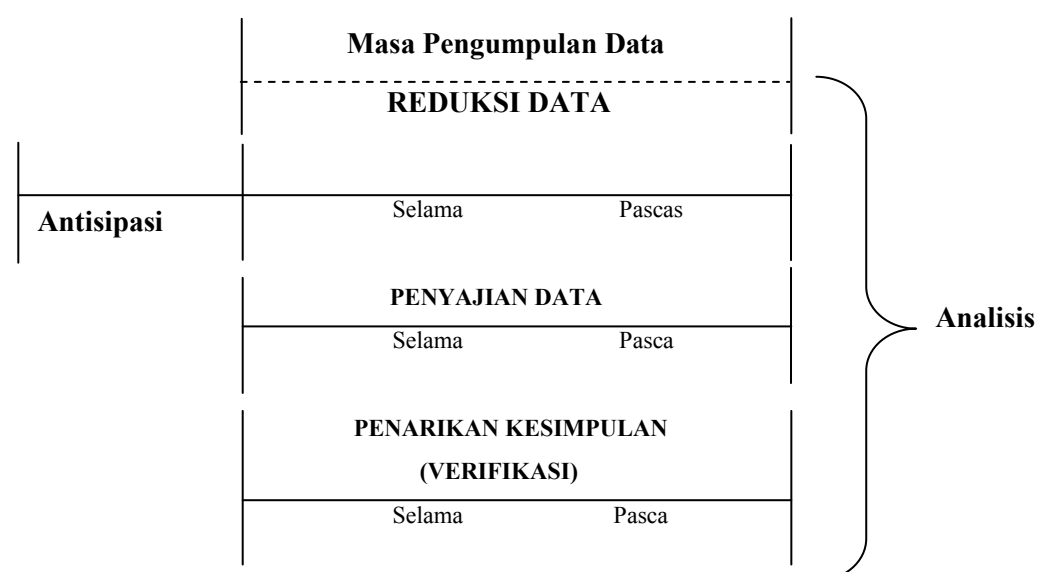 Masa Pengumpulan Data
REDUKSI DATA
Antisipasi
Selama Pascas
PENYAJIAN DATA
Selama Pasca
Analisis
PENARIKAN KESIMPULAN
(VERIFIKASI)
Selama Pasca